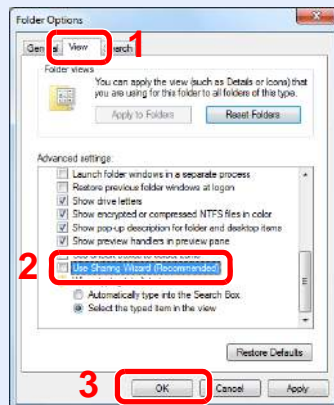 Folder Options
General View Search
1
Folder views
You can apply the view (such as Details or Icons) that
you are using for this folder to all folders of this type.
Apply to Folders Reset Folders
Advanced settings:
Launch folder windows in a separate process
Restore previous folder windows at logon
Show drive letters
Show encrypted or compressed NTFS files in color
Show pop-up description for folder and desktop items
Show preview handlers in preview pane
2
Use Sharing Wizard (Recommended)
Automatically type into the Search Box
Select the typed item in the view
Restore Defaults
3
OK Cancel Apply